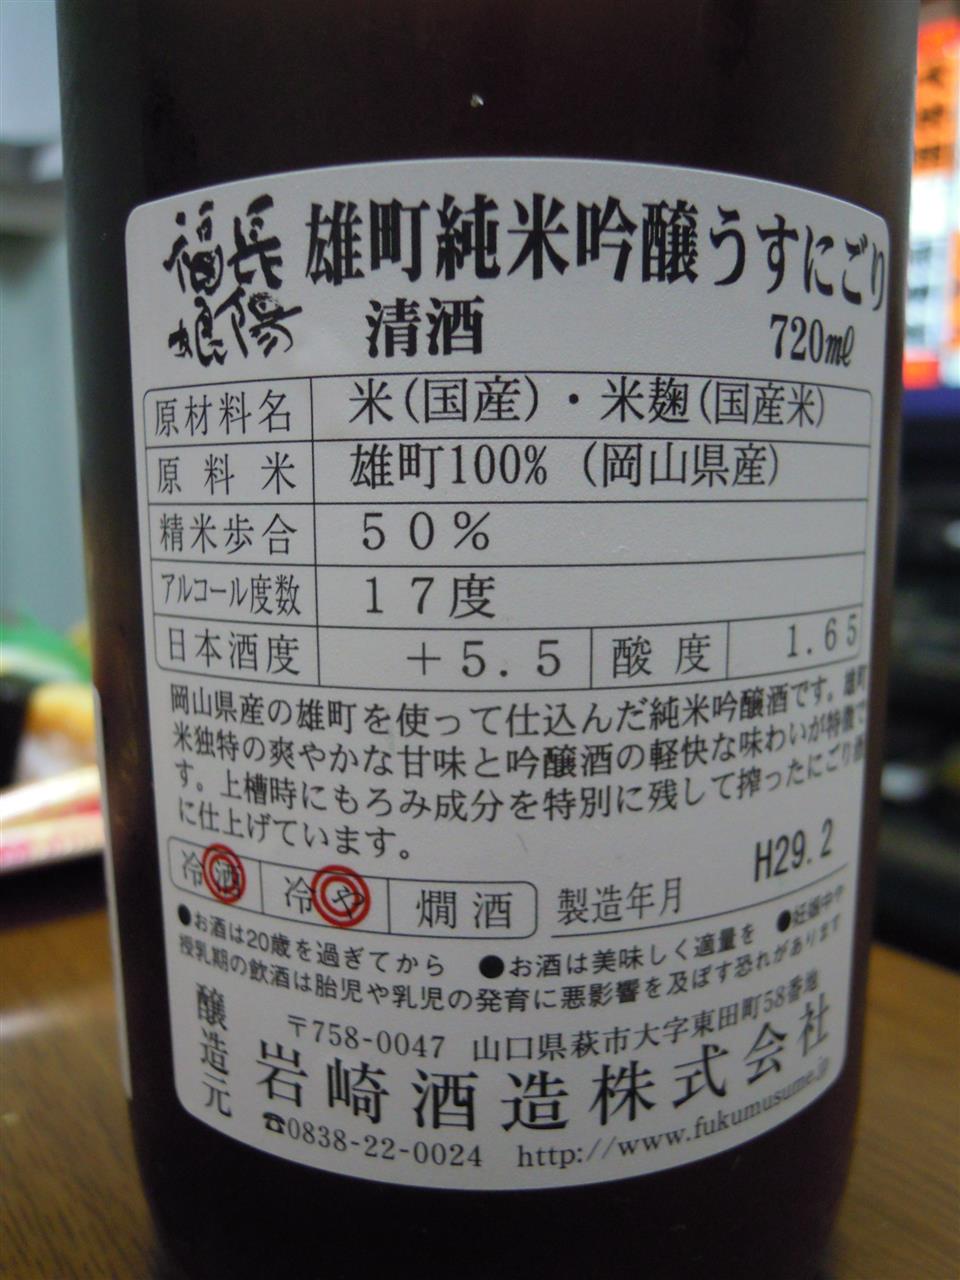 長陽
福娘
雄町純米吟醸うすにごり
清酒
720ml
原材料名 米(国産)・米麹(国産米)
原料米 雄町100% (岡山県産)
精米歩合 50%
アルコール度数 17度
日本酒度 +5.5 酸度 1.65
岡山県産の雄町を使って仕込んだ純米吟醸酒です。雄町
米独特の爽やかな甘味と吟醸酒の軽快な味わいが特徴で
す。上槽時にもろみ成分を特別に残して搾ったにごり酒
に仕上げています。
冷酒 冷や 燗酒
製造年月 H29.2
●お酒は20歳を過ぎてから ●お酒は美味しく適量を ●妊娠中や
授乳期の飲酒は胎児や乳児の発育に悪影響を及ぼす恐れがあります
醸造元
〒758-0047 山口県萩市大字東田町58番地
岩崎酒造株式会社
☎0838-22-0024 http://www.fukumusume.jp